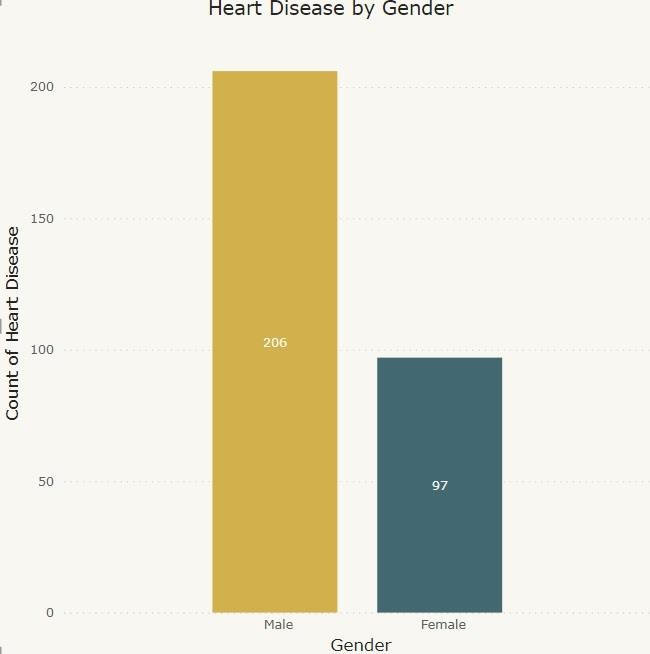 Heart Disease by Gender
200
150
100
50
0
Count of Heart Disease
206
97
Male
Female
Gender